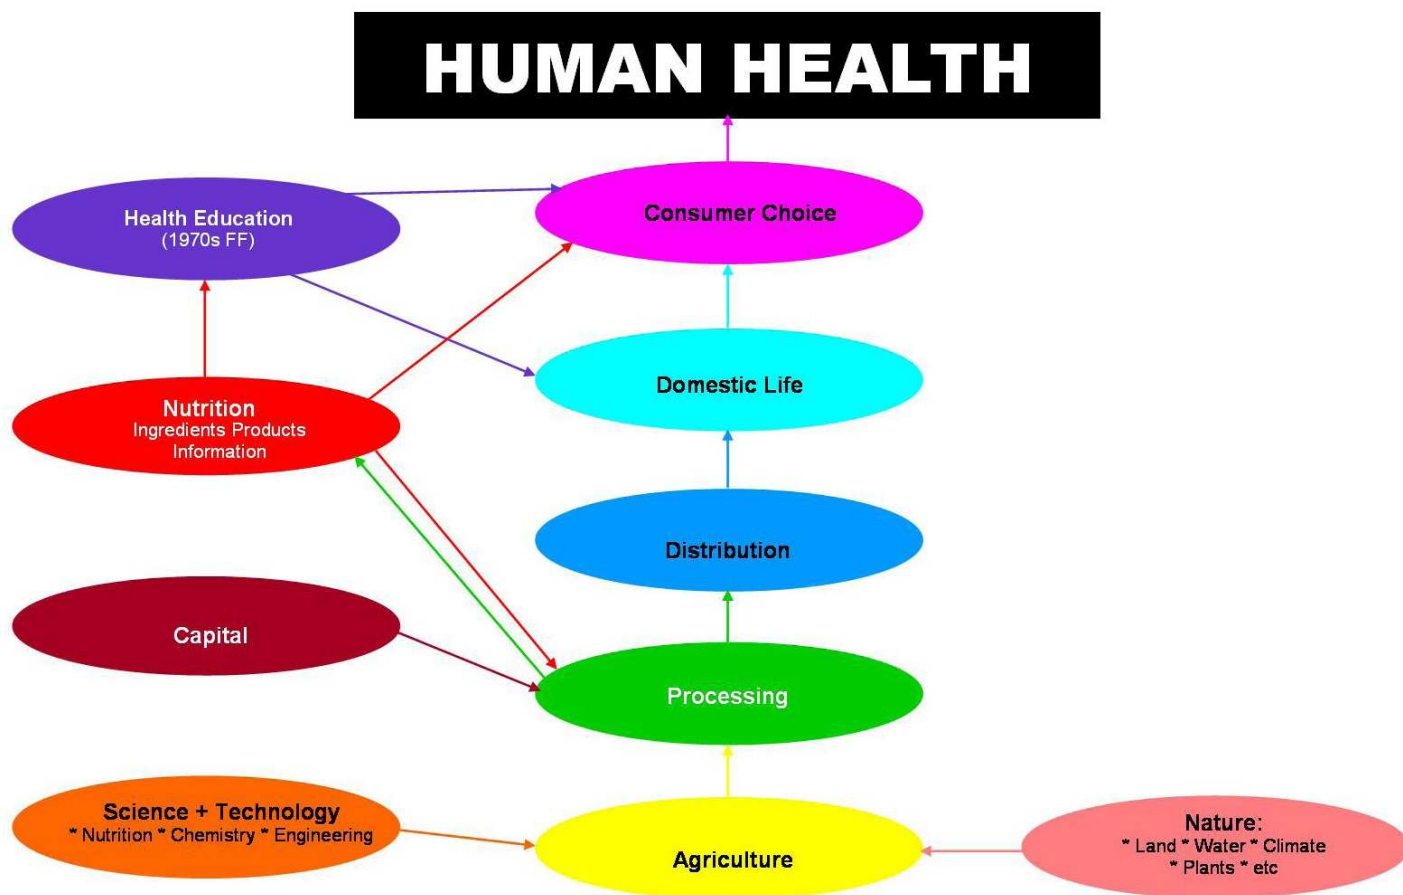 HUMAN HEALTH
Health Education
(1970s FF)
Consumer Choice
Domestic Life
Nutrition
Ingredients Products
Information
Distribution
Capital
Processing
Science + Technology
* Nutrition * Chemistry * Engineering
Agriculture
Nature:
* Land * Water * Climate
* Plants * etc